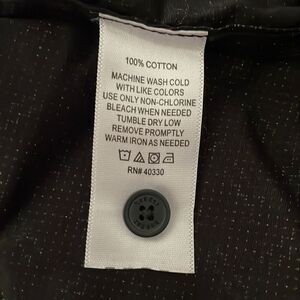 100% COTTON
MACHINE WASH COLD
WITH LIKE COLORS
USE ONLY NON-CHLORINE
BLEACH WHEN NEEDED
TUMBLE DRY LOW
REMOVE PROMPTLY
WARM IRON AS NEEDED
RN# 40330